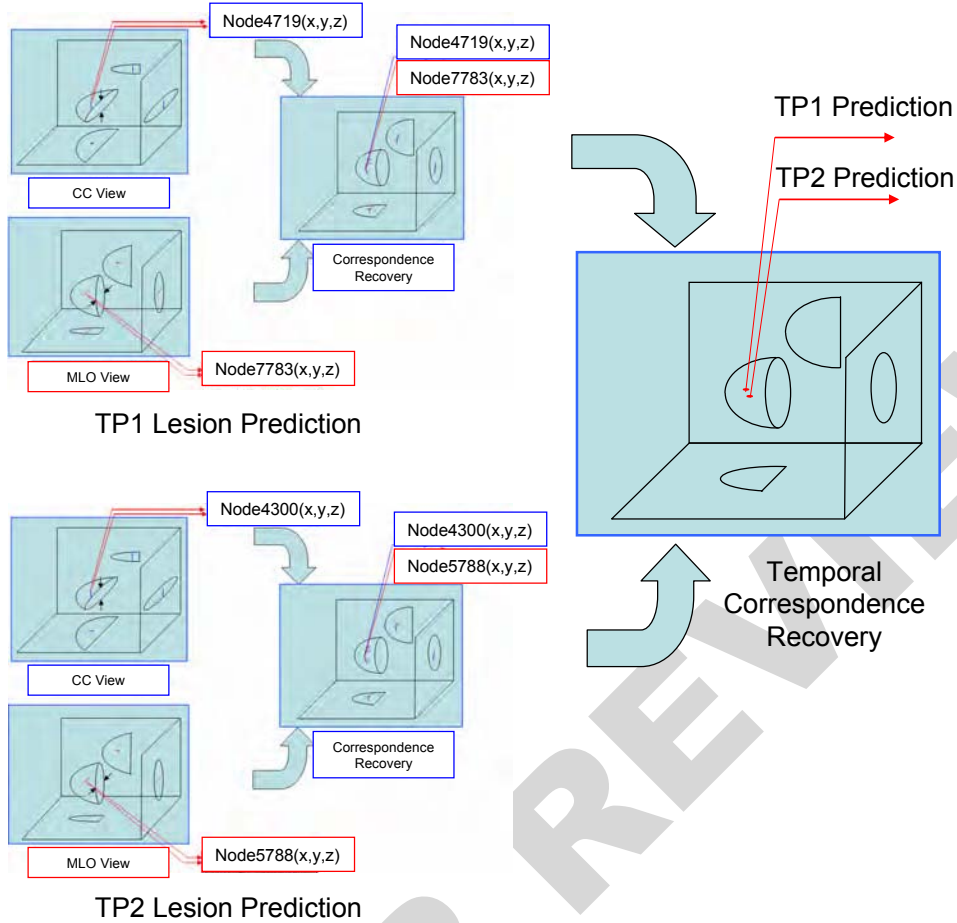 Node4719(x,y,z)
Node4719(x,y,z)
Node7783(x,y,z)
CC View
Correspondence
Recovery
MLO View
Node7783(x,y,z)
TP1 Lesion Prediction
Node4300(x,y,z)
Node4300(x,y,z)
Node5788(x,y,z)
CC View
Correspondence
Recovery
MLO View
Node5788(x,y,z)
TP2 Lesion Prediction
TP1 Prediction
TP2 Prediction
Temporal
Correspondence
Recovery